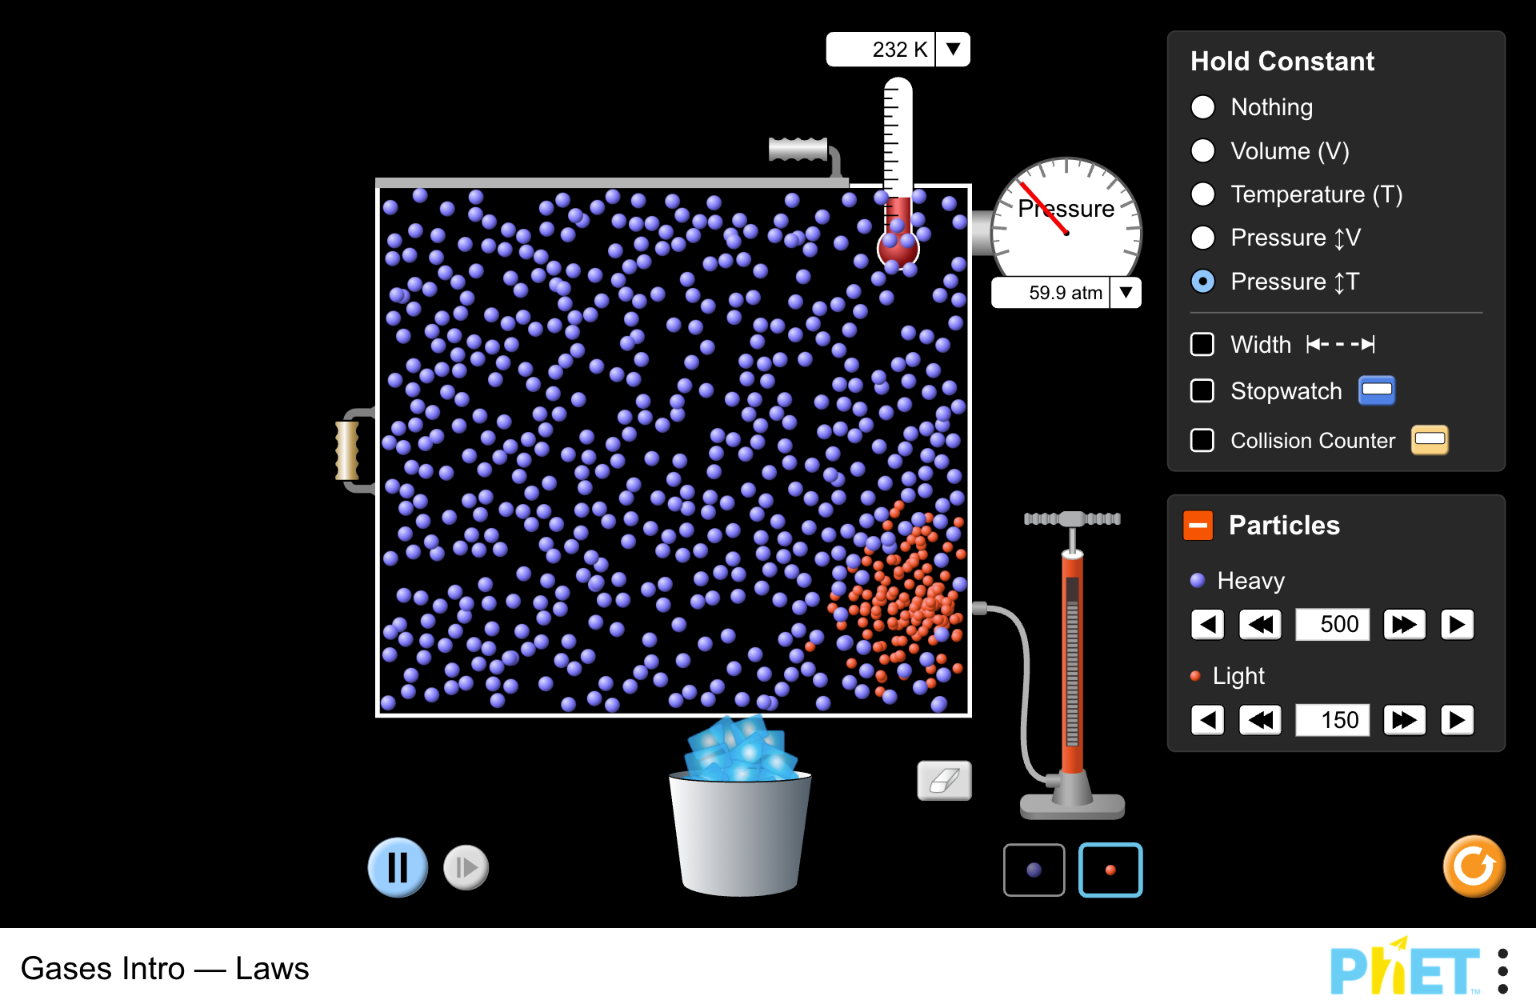 232 K
Pressure
59.9 atm
Hold Constant
Nothing
Volume (V)
Temperature (T)
Pressure ↕V
Pressure ↕T
Width
Stopwatch
Collision Counter
Particles
Heavy
500
Light
150
Gases Intro — Laws
PhET™